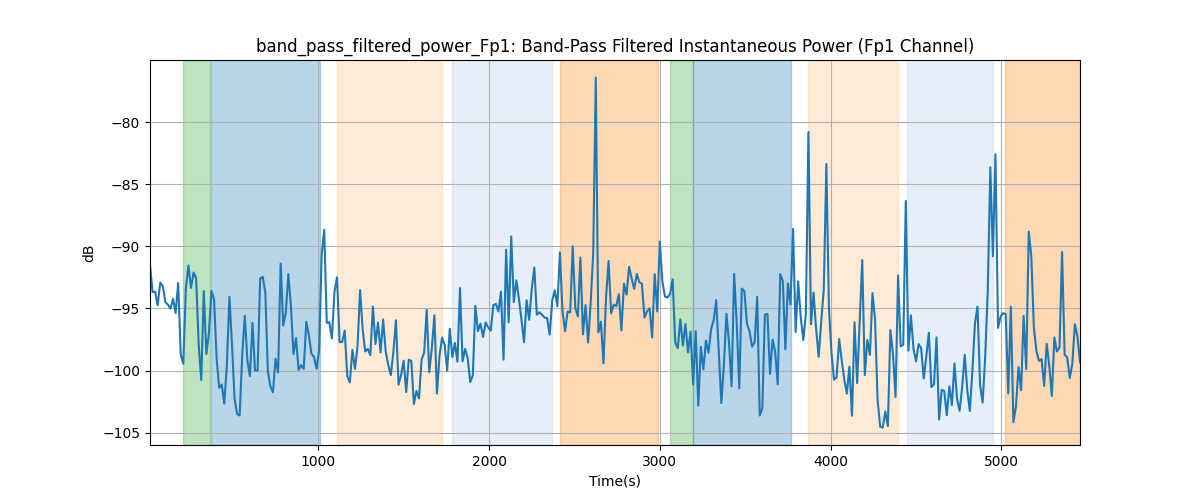 band_pass_filtered_power_Fp1: Band-Pass Filtered Instantaneous Power (Fp1 Channel)
−80
−85
−90
−95
−100
−105
dB
1000 2000 3000 4000 5000
Time(s)